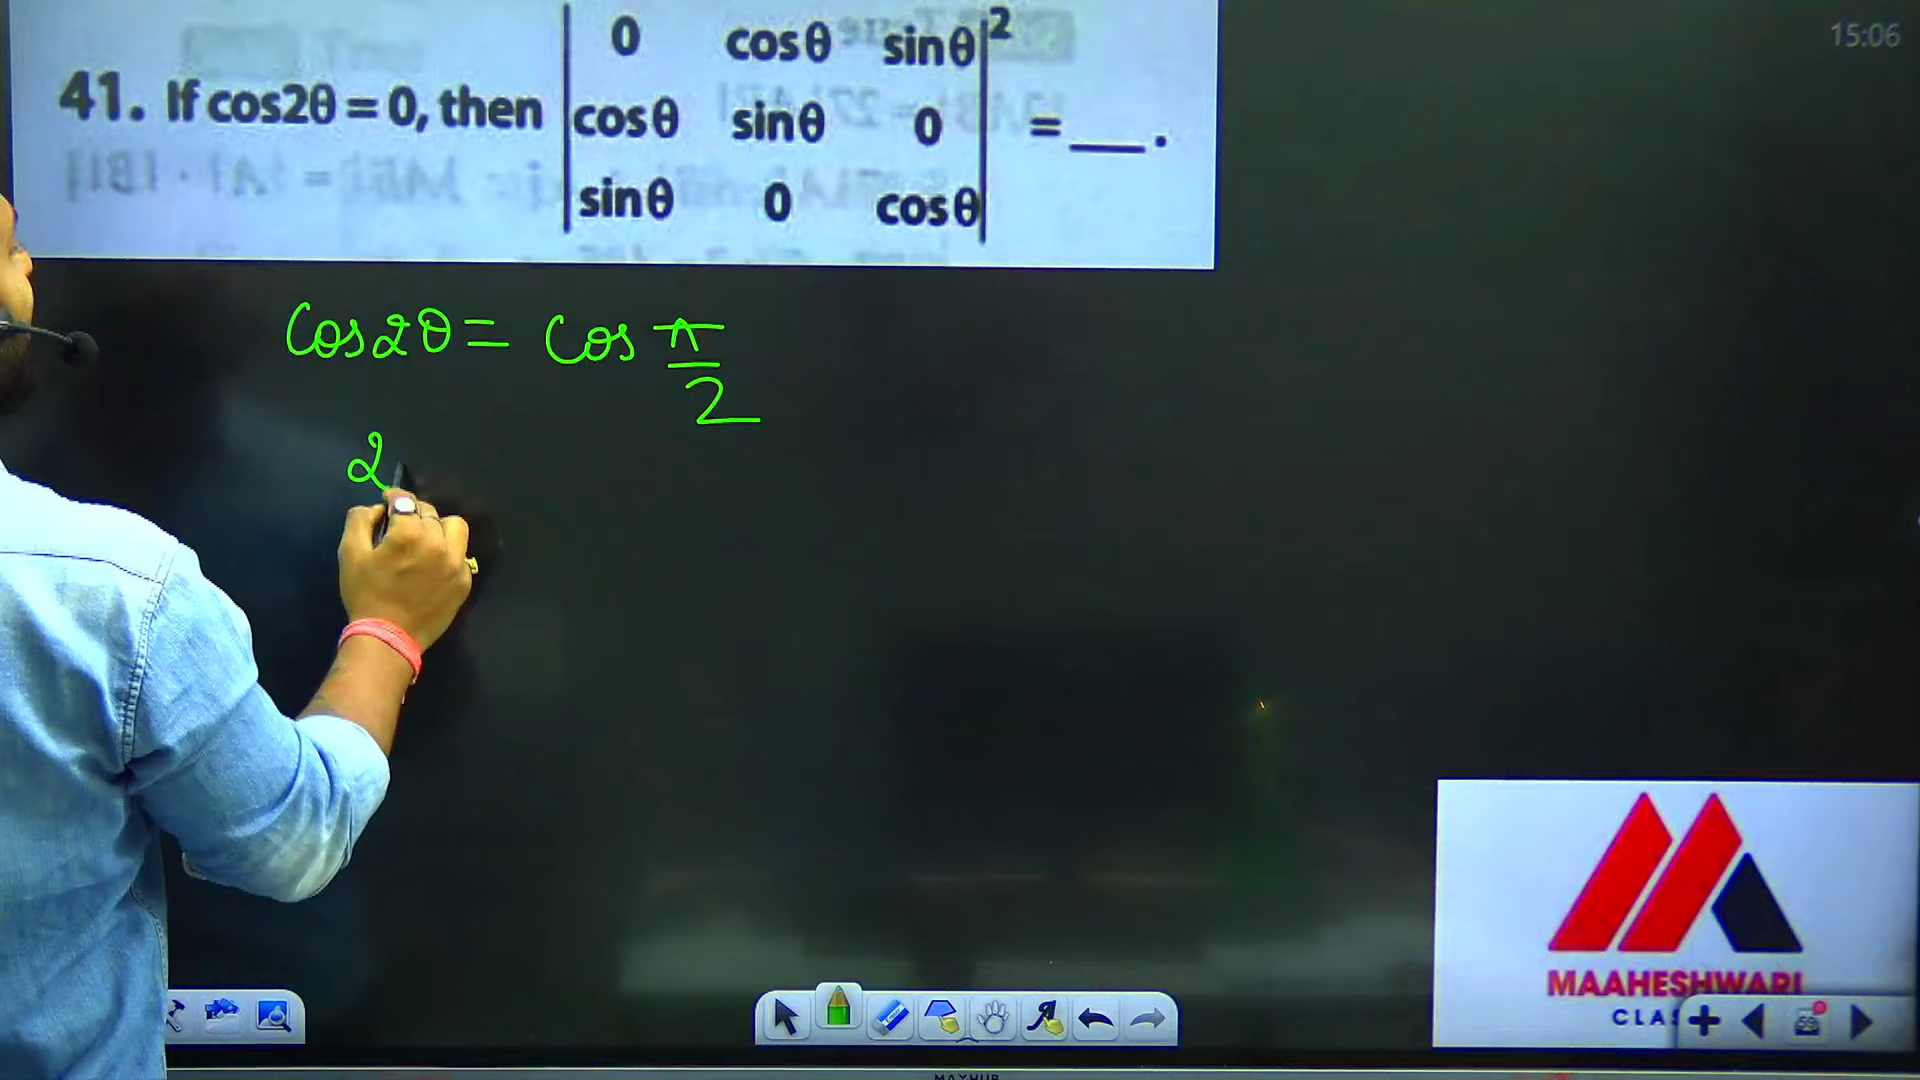 15:06
41. If cos2θ = 0, then | 0 cosθ sinθ |²
| cosθ sinθ 0 | = ___ .
| sinθ 0 cosθ |
cos2θ = cos π/2
2
MAAHESHWARI
CLAS